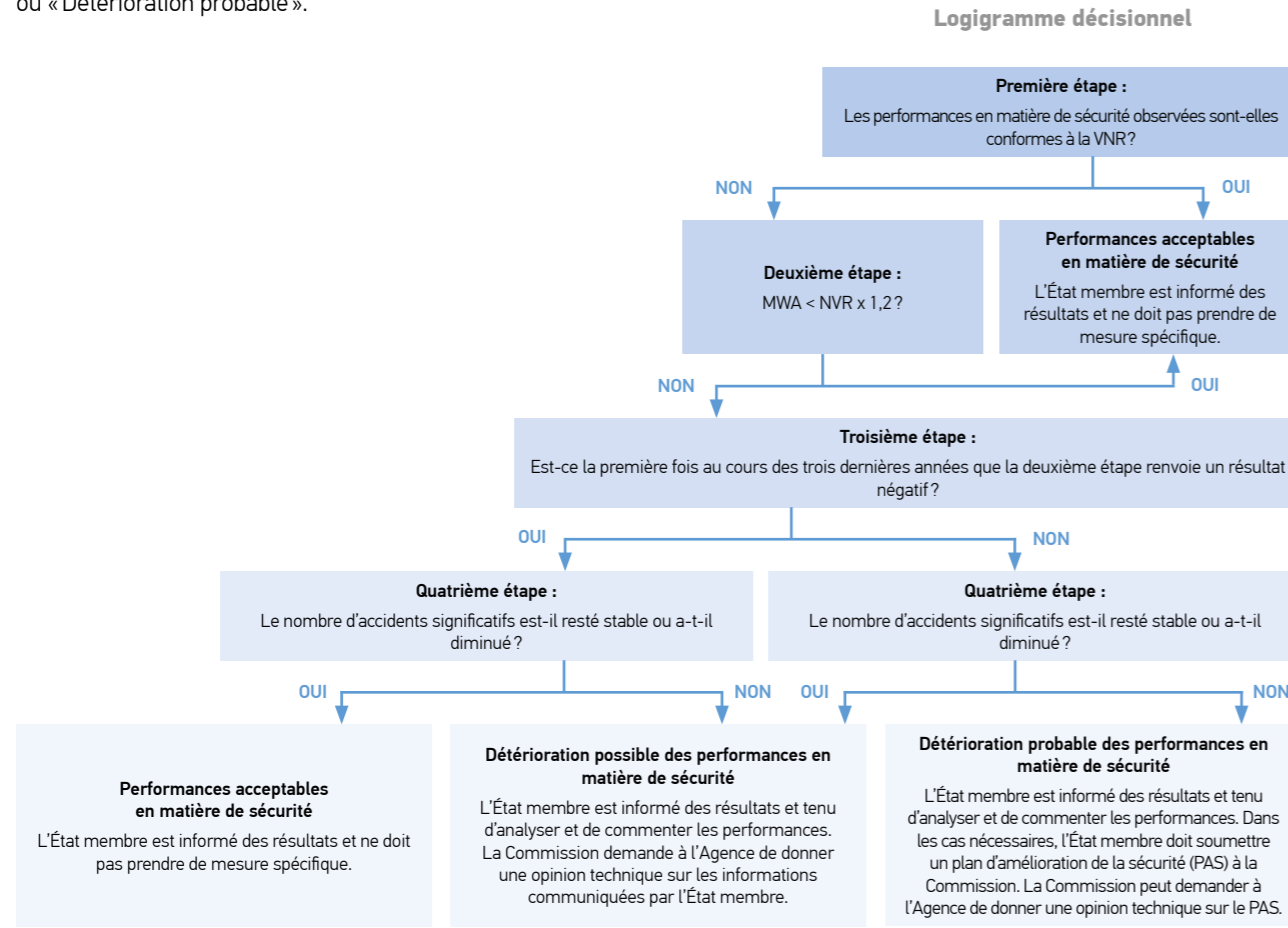 ou « Détérioration probable ».
Logigramme décisionnel
Première étape :
Les performances en matière de sécurité observées sont-elles
conformes à la VNR ?
NON
OUI
Deuxième étape :
MWA < NVR x 1,2 ?
Performances acceptables
en matière de sécurité
L'État membre est informé des
résultats et ne doit pas prendre de
mesure spécifique.
NON
OUI
Troisième étape :
Est-ce la première fois au cours des trois dernières années que la deuxième étape renvoie un résultat
négatif ?
OUI
NON
Quatrième étape :
Le nombre d'accidents significatifs est-il resté stable ou a-t-il
diminué ?
Quatrième étape :
Le nombre d'accidents significatifs est-il resté stable ou a-t-il
diminué ?
OUI
NON
OUI
NON
Performances acceptables
en matière de sécurité
L'État membre est informé des résultats et ne doit
pas prendre de mesure spécifique.
Détérioration possible des performances en
matière de sécurité
L'État membre est informé des résultats et tenu
d'analyser et de commenter les performances.
La Commission demande à l'Agence de donner
une opinion technique sur les informations
communiquées par l'État membre.
Détérioration probable des performances en
matière de sécurité
L'État membre est informé des résultats et tenu
d'analyser et de commenter les performances. Dans
les cas nécessaires, l'État membre doit soumettre
un plan d'amélioration de la sécurité (PAS) à la
Commission. La Commission peut demander à
l'Agence de donner une opinion technique sur le PAS.